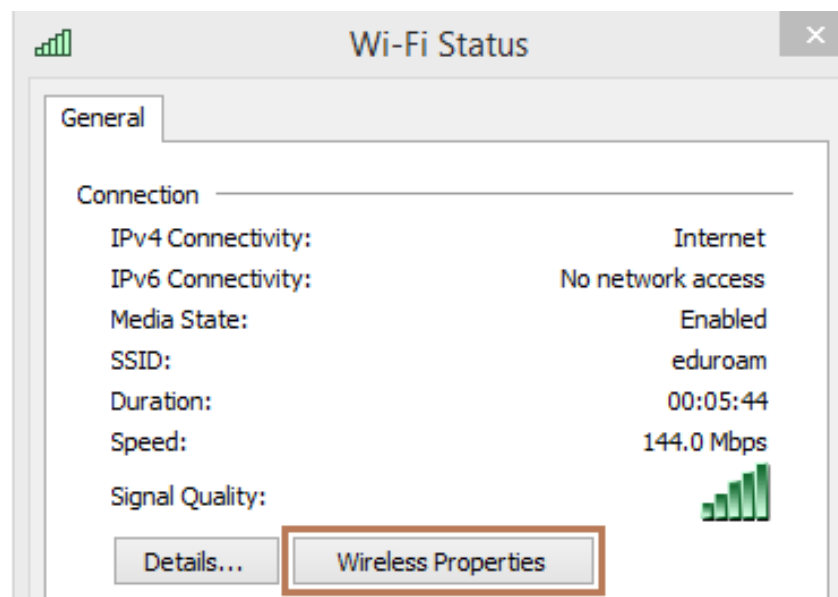 Wi-Fi Status
General
Connection
IPv4 Connectivity: Internet
IPv6 Connectivity: No network access
Media State: Enabled
SSID: eduroam
Duration: 00:05:44
Speed: 144.0 Mbps
Signal Quality:
Details... Wireless Properties